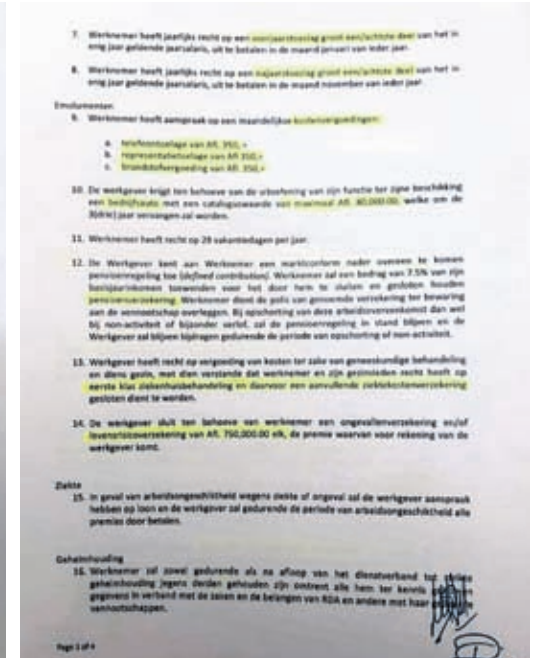 7. Werknemer heeft jaarlijks recht op een overjaarstoeslag groot een/achtste deel van het in
enig jaar geldende jaarsalaris, uit te betalen in de maand januari van ieder jaar.
8. Werknemer heeft jaarlijks recht op een najaarstoeslag groot een/achtste deel van het in
enig jaar geldende jaarsalaris, uit te betalen in de maand november van ieder jaar.
Emolumenten
9. Werknemer heeft aanspraak op een maandelijkse kostenvergoedingen:
a. telefoontoelage van Afl. 350,-
b. representatietoelage van Afl 350,-
c. brandstofvergoeding van Afl. 350,-
10. De werkgever krijgt ten behoeve van de uitoefening van zijn functie ter zijne beschikking
een bedrijfsauto met een cataloguswaarde van maximaal Afl. 80,000.00, welke om de
3(drie) jaar vervangen zal worden.
11. Werknemer heeft recht op 28 vakantiedagen per jaar.
12. De Werkgever kent aan Werknemer een marktconform nader overeen te komen
pensioenregeling toe (defined contribution). Werknemer zal een bedrag van 7.5% van zijn
basisjaarinkomen toewenden voor het door hem te sluiten en gesloten houden
pensioenverzekering. Werknemer dient de polis van genoemde verzekering ter bewaring
aan de vennootschap overleggen. Bij opschorting van deze arbeidsovereenkomst dan wel
bij non-activiteit of bijzonder verlof, zal de pensioenregeling in stand blijven en de
Werkgever zal blijven bijdragen gedurende de periode van opschorting of non-activiteit.
13. Werkgever heeft recht op vergoeding van kosten ter zake van geneeskundige behandeling
en diens gezin, met dien verstande dat werknemer en zijn gezinsleden recht heeft op
eerste klas ziekenhuisbehandeling en daarvoor een aanvullende ziektekostenverzekering
gesloten dient te worden.
14. De werkgever sluit ten behoeve van werknemer een ongevallenverzekering en/of
levensrisicoverzekering van Afl. 750,000.00 elk, de premie waarvan voor rekening van de
werkgever komt.
Ziekte
15. In geval van arbeidsongeschiktheid wegens ziekte of ongeval zal de werkgever aanspraak
hebben op loon en de werkgever zal gedurende de periode van arbeidsongeschiktheid alle
premies door betalen.
Geheimhouding
16. Werknemer zal zowel gedurende als na afloop van het dienstverband tot
geheimhouding jegens derden gehouden zijn omtrent alle hem ter kennis
gegevens in verband met de zaken en de belangen van RDA en andere met haar
vennootschappen.
Page 3 of 4